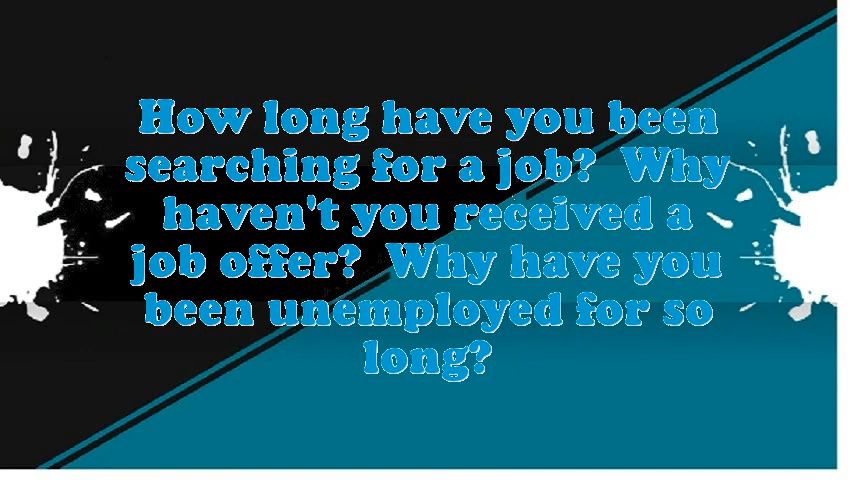 How long have you been
searching for a job?  Why
haven't you received a
job offer?  Why have you
been unemployed for so
long?